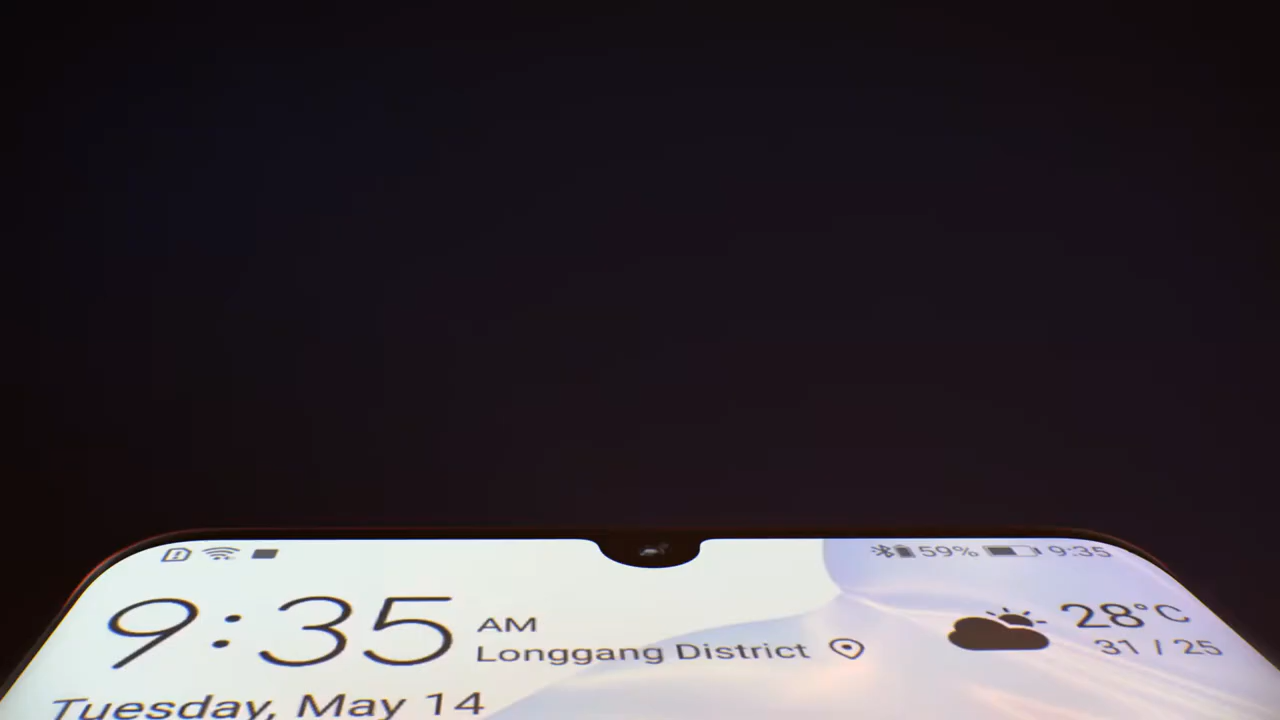 59% 9:35
9:35 AM
Longgang District
28°C
31 / 25
Tuesday, May 14